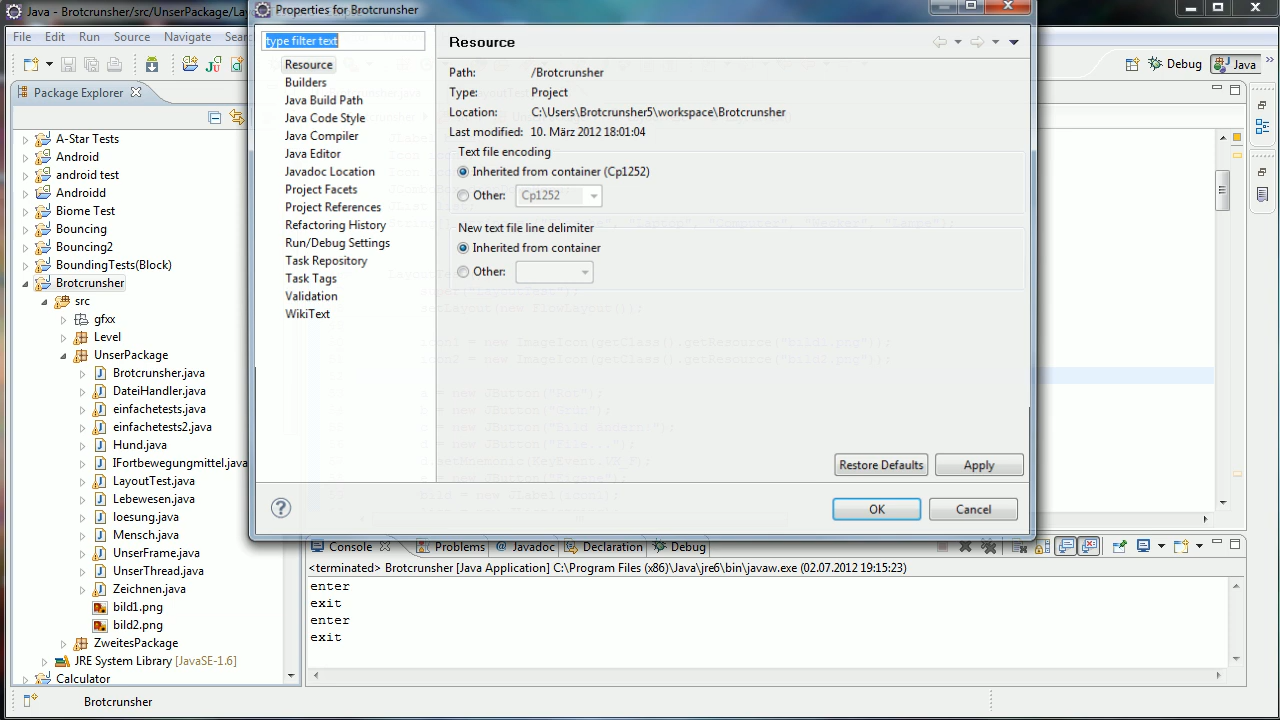 Java - Brotcrunsher/src/UnserPackage/La
Properties for Brotcrunsher
File Edit Run Source Navigate Sear
Debug Java
type filter text
Resource
Builders
Java Build Path
Java Code Style
Java Compiler
Java Editor
Javadoc Location
Project Facets
Project References
Refactoring History
Run/Debug Settings
Task Repository
Task Tags
Validation
WikiText
Resource
Path: /Brotcrunsher
Type: Project
Location: C:\Users\Brotcrunsher5\workspace\Brotcrunsher
Last modified: 10. März 2012 18:01:04
Text file encoding
Inherited from container (Cp1252)
Other: Cp1252
New text file line delimiter
Inherited from container
Other:
Restore Defaults Apply
OK Cancel
Package Explorer
A-Star Tests
Android
android test
Androidd
Biome Test
Bouncing
Bouncing2
BoundingTests(Block)
Brotcrunsher
src
gfxx
Level
UnserPackage
Brotcrunsher.java
DateiHandler.java
einfachetests.java
einfachetests2.java
Hund.java
IFortbewegungmittel.java
LayoutTest.java
Lebewesen.java
loesung.java
Mensch.java
UnserFrame.java
UnserThread.java
Zeichnen.java
bild1.png
bild2.png
ZweitesPackage
JRE System Library [JavaSE-1.6]
Calculator
Brotcrunsher
Console Problems @ Javadoc Declaration Debug
<terminated> Brotcrunsher [Java Application] C:\Program Files (x86)\Java\jre6\bin\javaw.exe (02.07.2012 19:15:23)
enter
exit
enter
exit